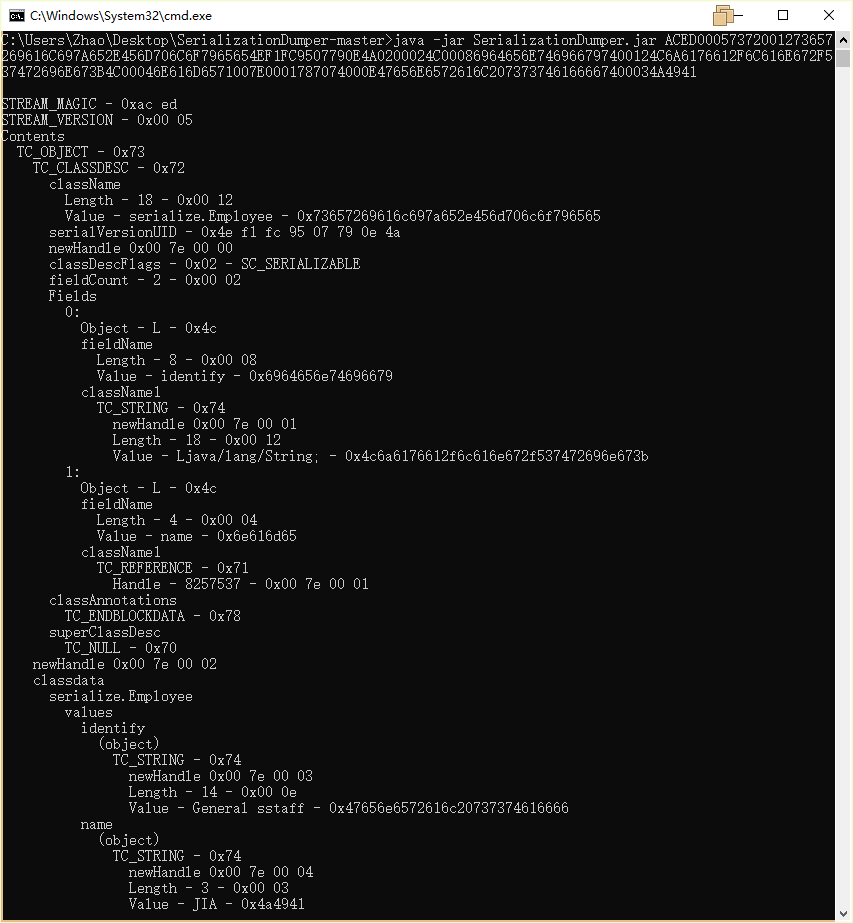 C:\Windows\System32\cmd.exe
C:\Users\Zhao\Desktop\SerializationDumper-master>java -jar SerializationDumper.jar ACED00057372001273657
269616C697A652E456D706C6F7965654EF1FC9507790E4A0200024C00086964656E746966797400124C6A6176612F6C616E672F5
37472696E673B4C00046E616D6571007E0001787074000E47656E6572616C207373746166667400034A4941
STREAM_MAGIC - 0xac ed
STREAM_VERSION - 0x00 05
Contents
TC_OBJECT - 0x73
TC_CLASSDESC - 0x72
className
Length - 18 - 0x00 12
Value - serialize.Employee - 0x73657269616c697a652e456d706c6f796565
serialVersionUID - 0x4e f1 fc 95 07 79 0e 4a
newHandle 0x00 7e 00 00
classDescFlags - 0x02 - SC_SERIALIZABLE
fieldCount - 2 - 0x00 02
Fields
0:
Object - L - 0x4c
fieldName
Length - 8 - 0x00 08
Value - identify - 0x6964656e74696679
className1
TC_STRING - 0x74
newHandle 0x00 7e 00 01
Length - 18 - 0x00 12
Value - Ljava/lang/String; - 0x4c6a6176612f6c616e672f537472696e673b
1:
Object - L - 0x4c
fieldName
Length - 4 - 0x00 04
Value - name - 0x6e616d65
className1
TC_REFERENCE - 0x71
Handle - 8257537 - 0x00 7e 00 01
classAnnotations
TC_ENDBLOCKDATA - 0x78
superClassDesc
TC_NULL - 0x70
newHandle 0x00 7e 00 02
classdata
serialize.Employee
values
identify
(object)
TC_STRING - 0x74
newHandle 0x00 7e 00 03
Length - 14 - 0x00 0e
Value - General sstaff - 0x47656e6572616c20737374616666
name
(object)
TC_STRING - 0x74
newHandle 0x00 7e 00 04
Length - 3 - 0x00 03
Value - JIA - 0x4a4941